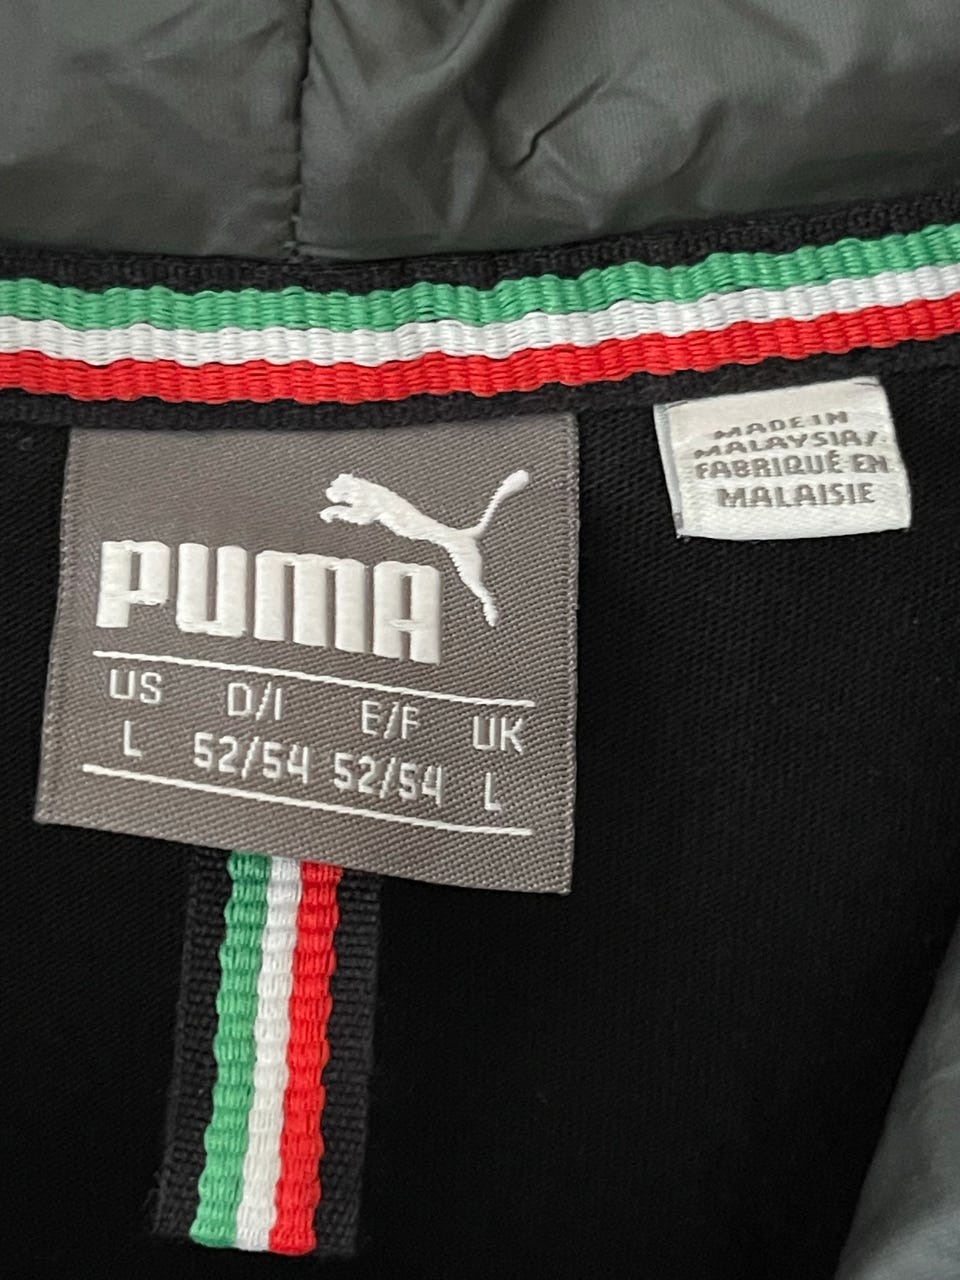 PUMA
US D/I E/F UK
L 52/54 52/54 L
MADE IN
MALAYSIA/
FABRIQUÉ EN
MALAISIE